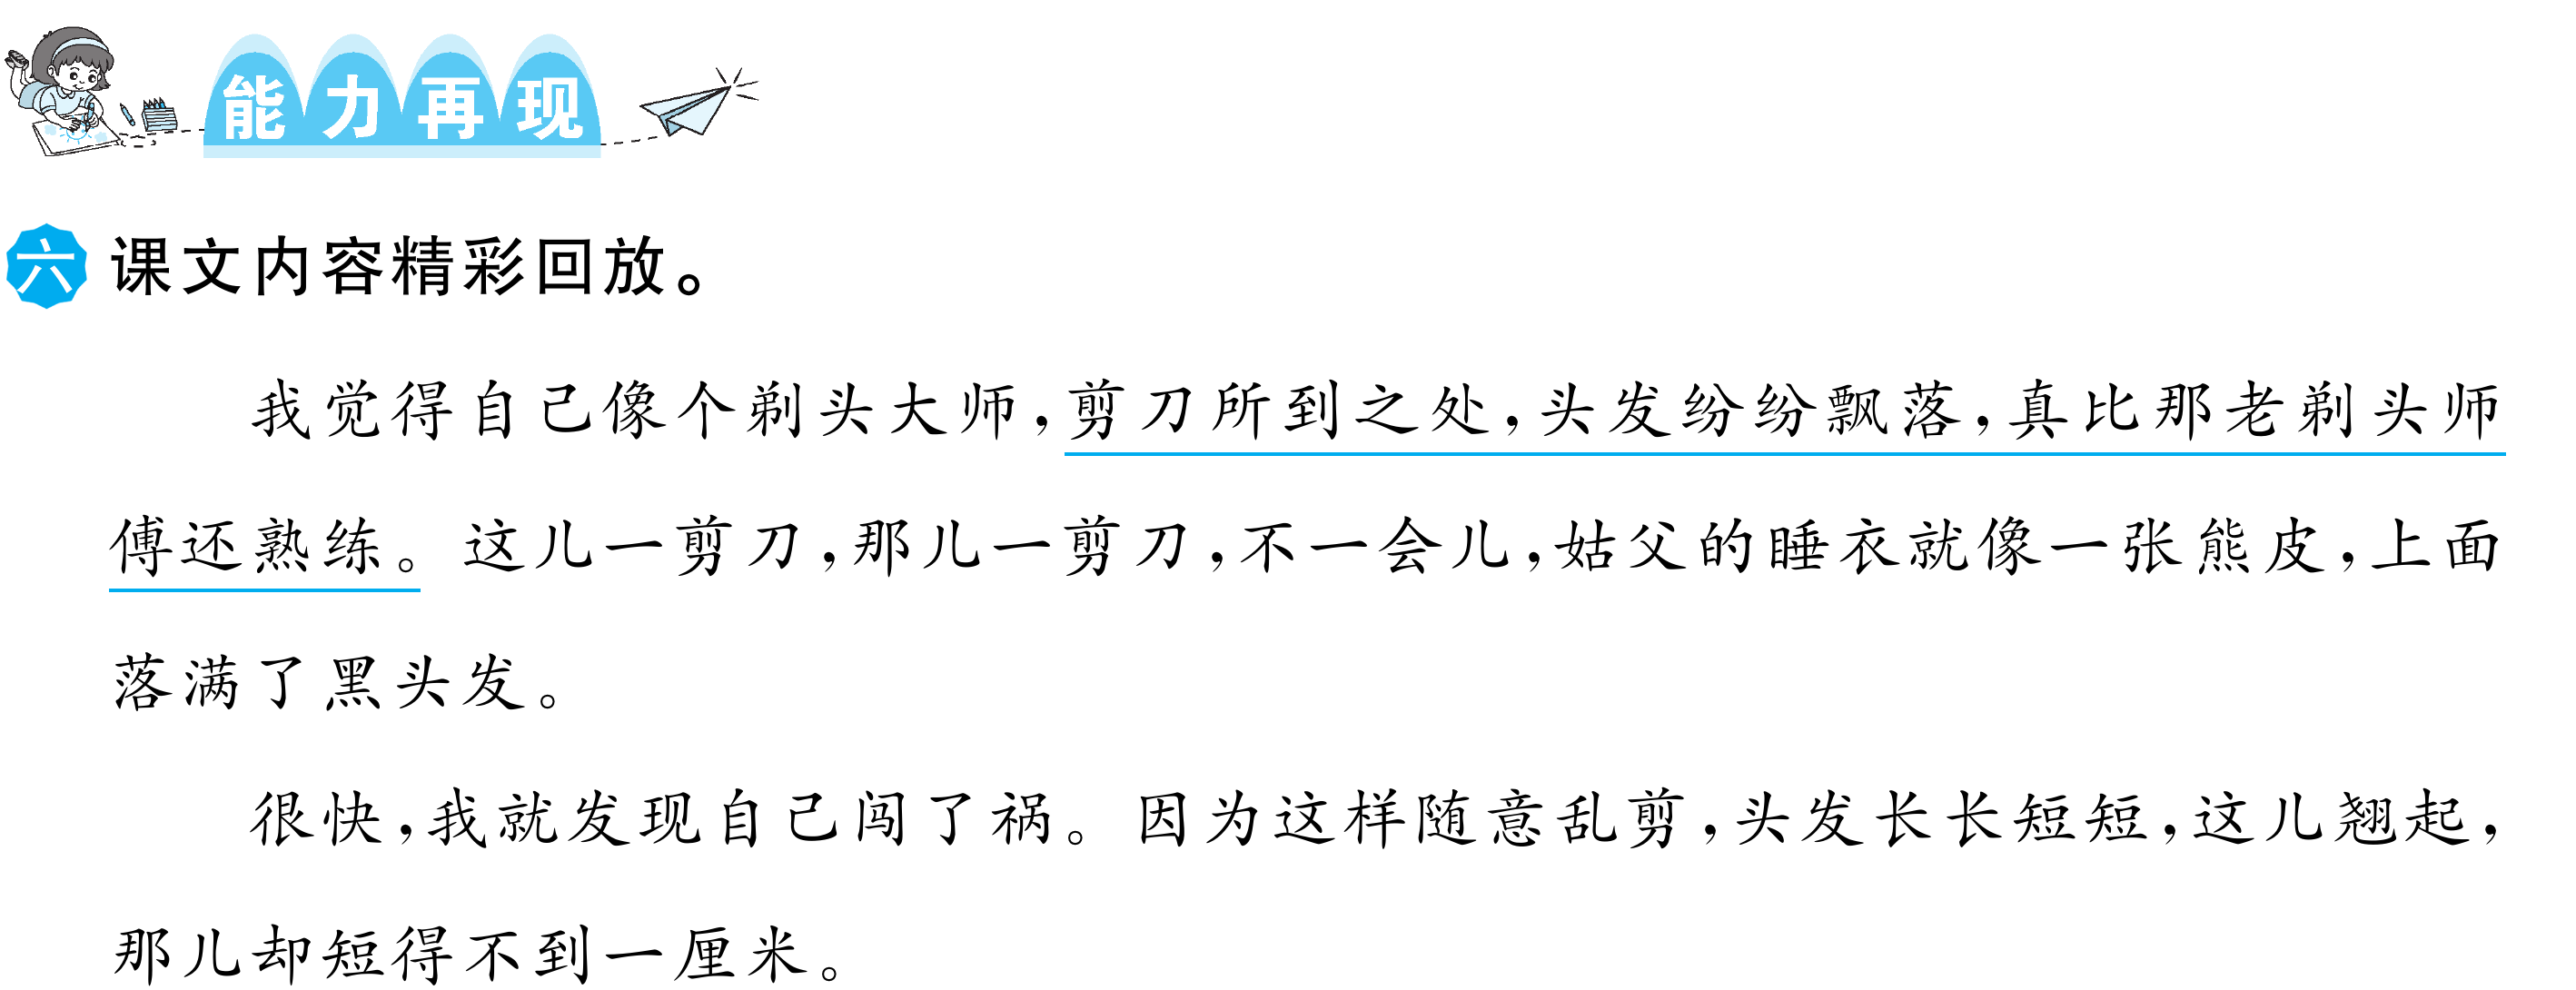 能力再现
六 课文内容精彩回放。
我觉得自己像个剃头大师,剪刀所到之处,头发纷纷飘落,真比那老剃头师
傅还熟练。这儿一剪刀,那儿一剪刀,不一会儿,姑父的睡衣就像一张熊皮,上面
落满了黑头发。
很快,我就发现自己闯了祸。因为这样随意乱剪,头发长长短短,这儿翘起,
那儿却短得不到一厘米。